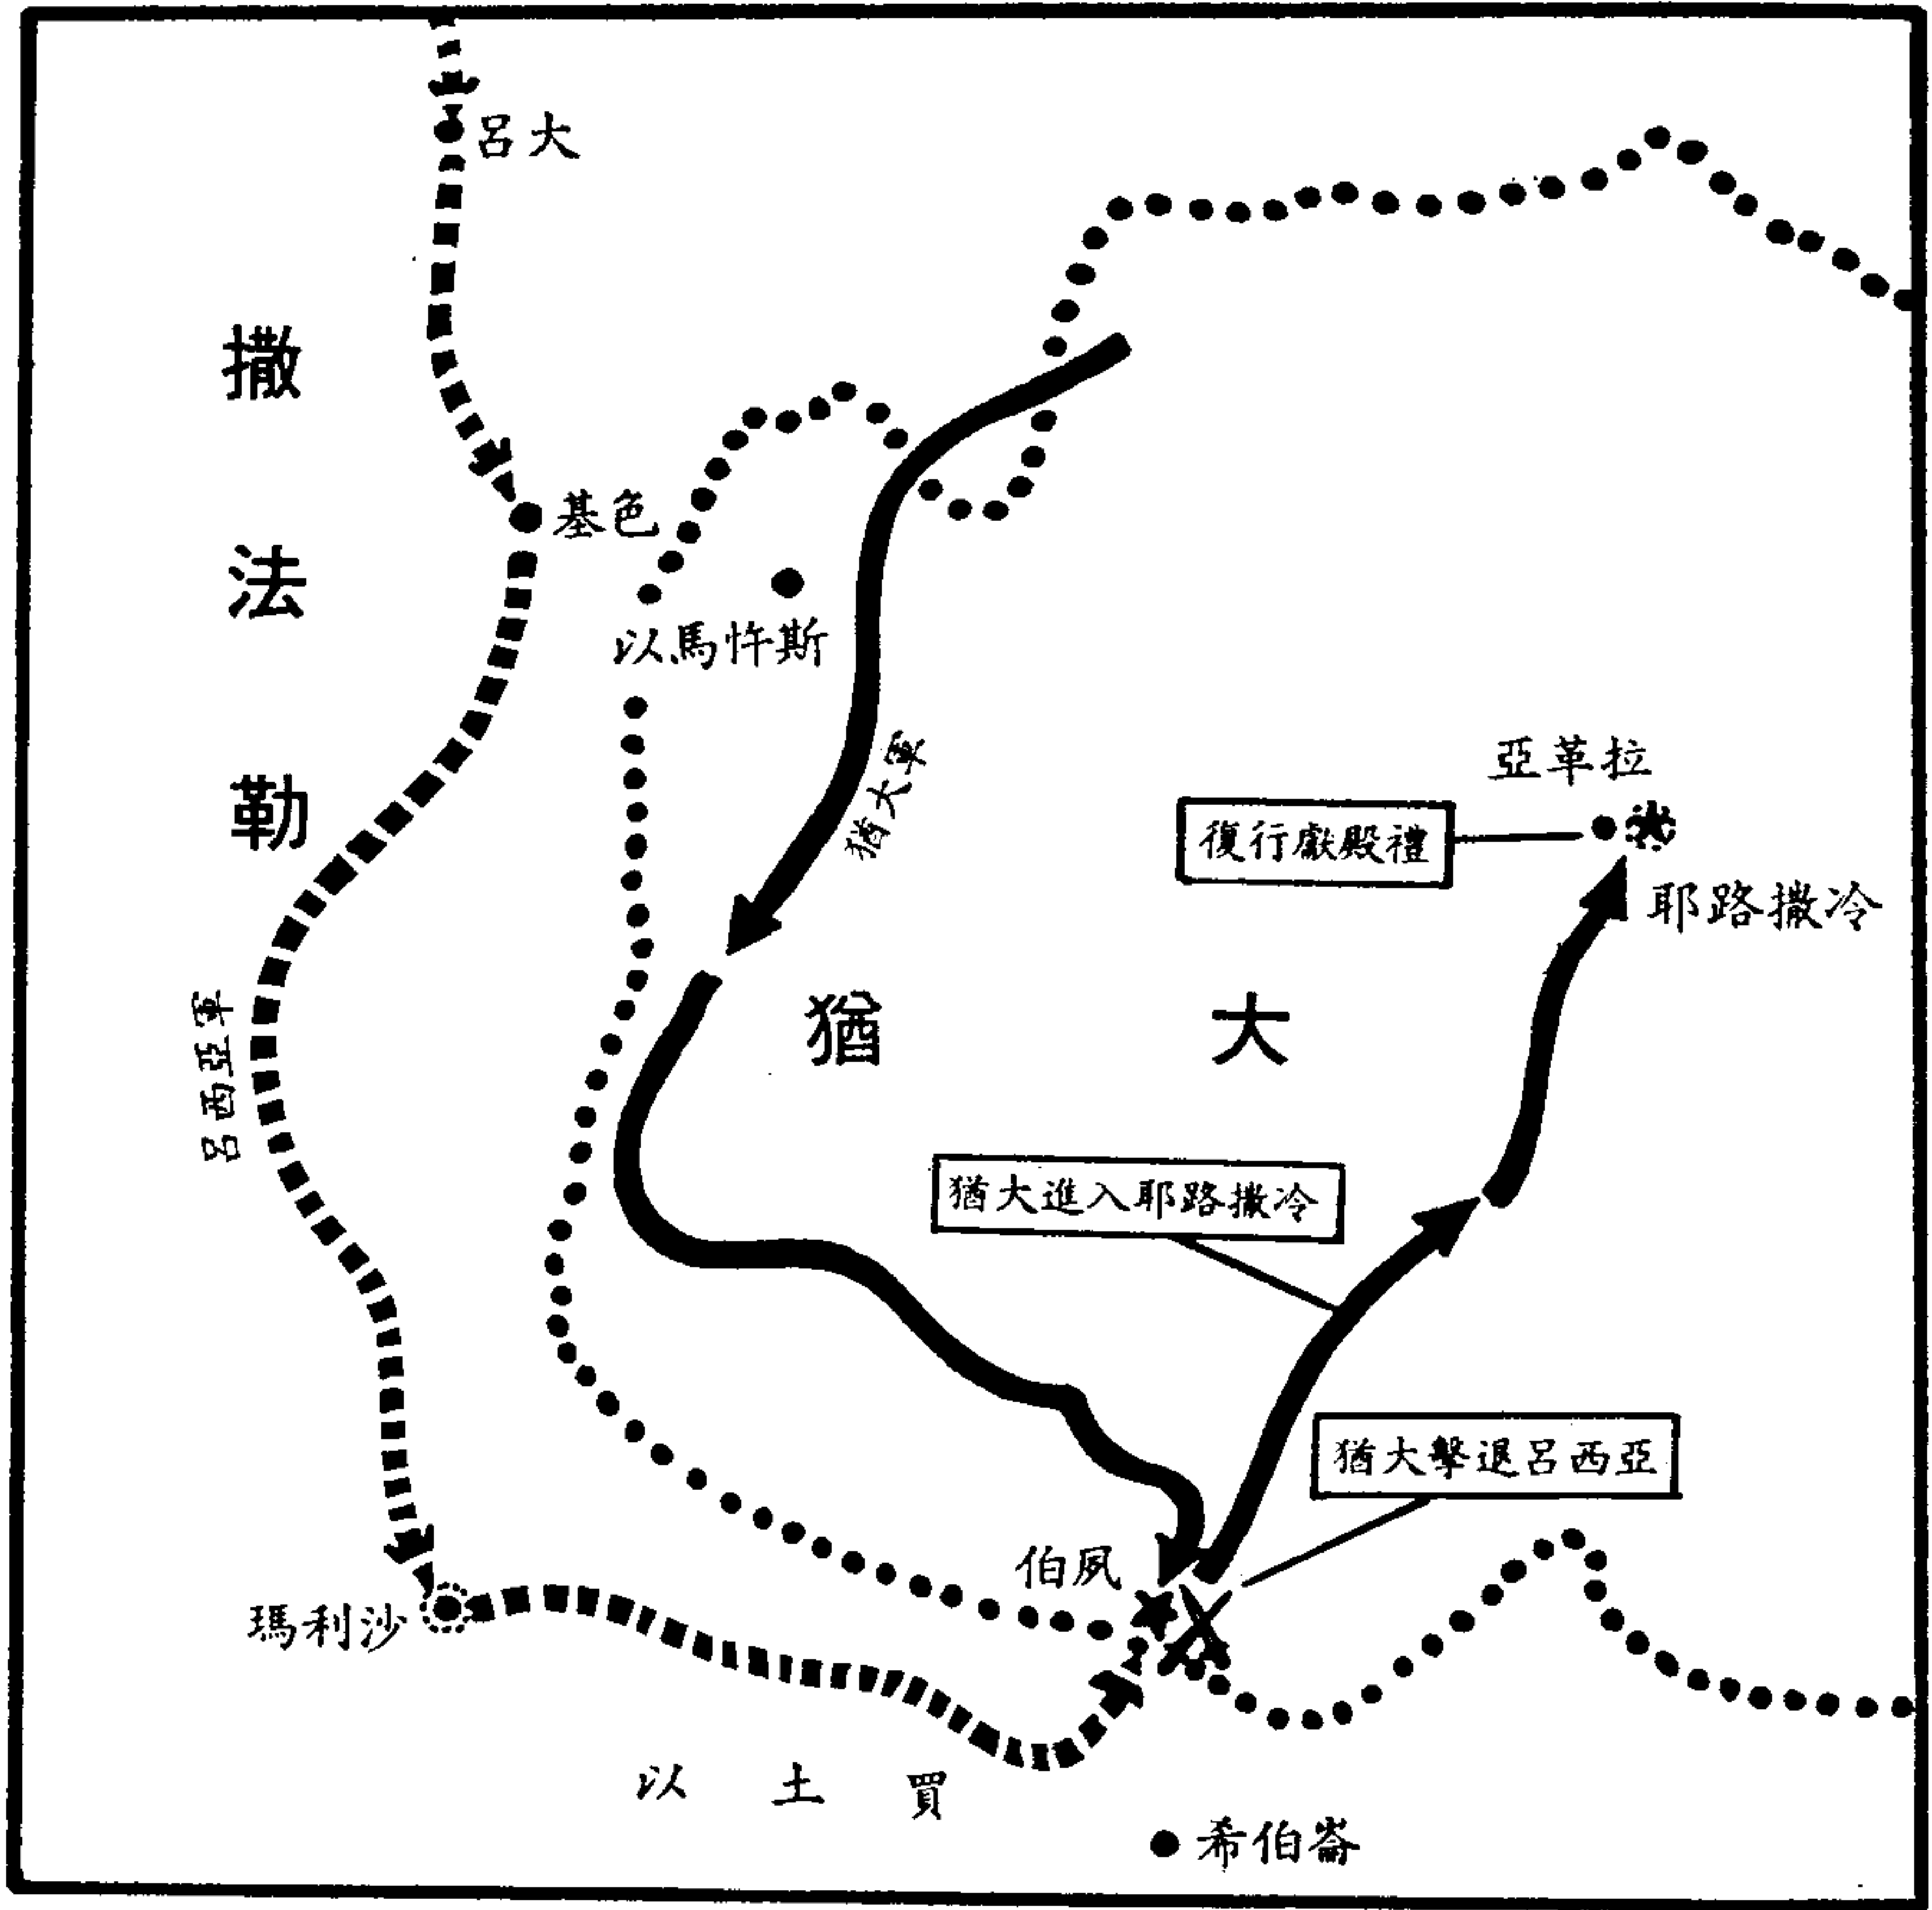 呂大
撒法勒
基色
以馬忤斯
猶大軍
亞革拉
復行獻殿禮
耶路撒冷
猶大
呂西亞軍
猶大進入耶路撒冷
猶大擊退呂西亞
伯夙
瑪利沙
以土買
希伯崙